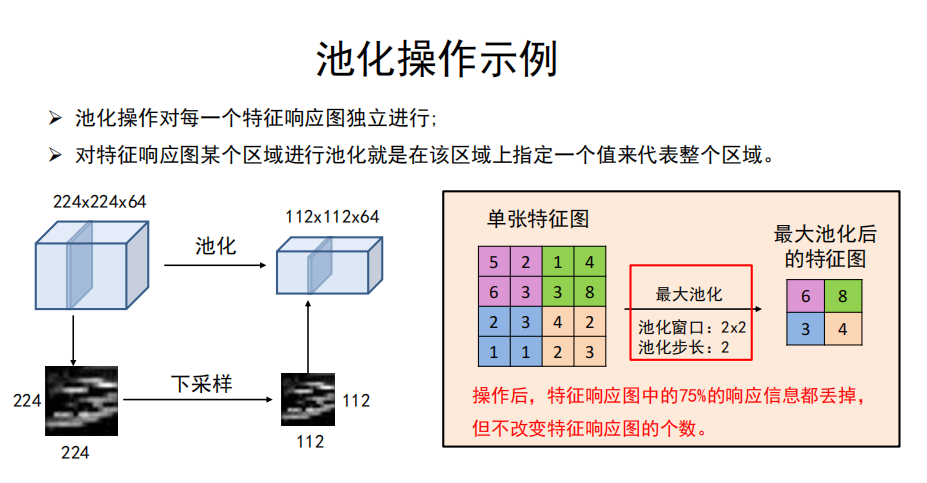 池化操作示例
➢ 池化操作对每一个特征响应图独立进行;
➢ 对特征响应图某个区域进行池化就是在该区域上指定一个值来代表整个区域。
224x224x64
池化
112x112x64
224
224
下采样
112
112
单张特征图
5 2 1 4
6 3 3 8
2 3 4 2
1 1 2 3
最大池化
池化窗口：2x2
池化步长：2
最大池化后
的特征图
6 8
3 4
操作后，特征响应图中的75%的响应信息都丢掉，
但不改变特征响应图的个数。